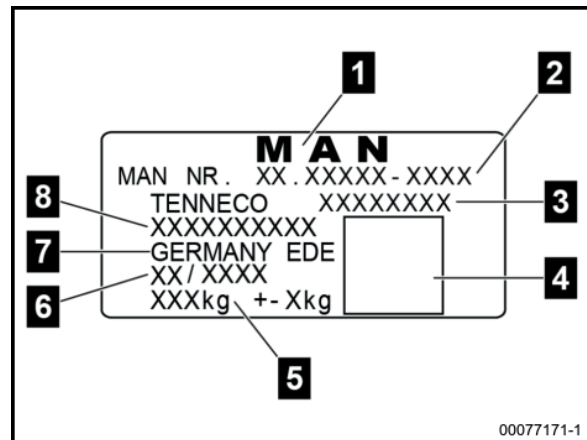 1
2
MAN
MAN NR. XX.XXXXX-XXXX
8
TENNECO XXXXXXXX
3
XXXXXXXXXX
7
GERMANY EDE
4
6
XX/XXXX
XXXkg +-Xkg
5
00077171-1